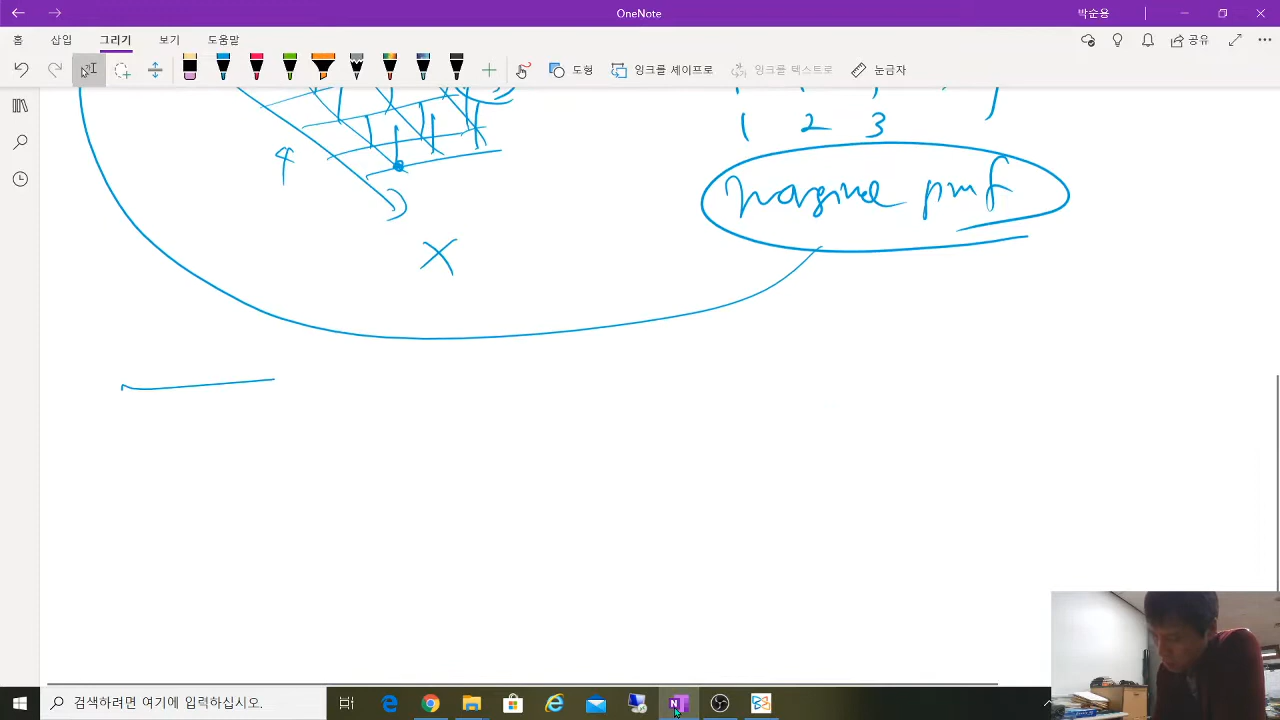 OneNote
박순용
홈 삽입 그리기 보기 도움말
공유
도형 잉크를 셰이프로 잉크를 텍스트로 눈금자
1 2 3
4
marginal pmf
X
검색하려면 여기에 입력하십시오.